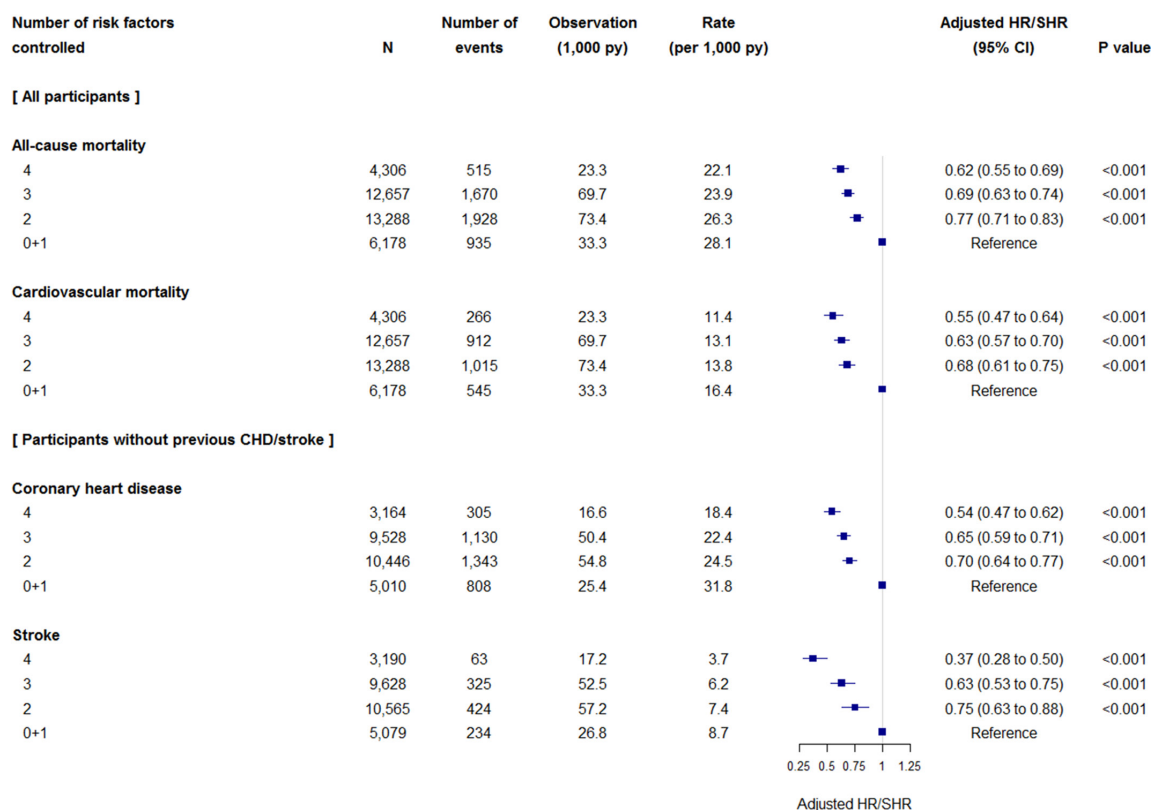 Number of risk factors Number of Observation Rate Adjusted HR/SHR
controlled N events (1,000 py) (per 1,000 py) (95% CI) P value
[ All participants ]
All-cause mortality
4 4,306 515 23.3 22.1 0.62 (0.55 to 0.69) <0.001
3 12,657 1,670 69.7 23.9 0.69 (0.63 to 0.74) <0.001
2 13,288 1,928 73.4 26.3 0.77 (0.71 to 0.83) <0.001
0+1 6,178 935 33.3 28.1 Reference
Cardiovascular mortality
4 4,306 266 23.3 11.4 0.55 (0.47 to 0.64) <0.001
3 12,657 912 69.7 13.1 0.63 (0.57 to 0.70) <0.001
2 13,288 1,015 73.4 13.8 0.68 (0.61 to 0.75) <0.001
0+1 6,178 545 33.3 16.4 Reference
[ Participants without previous CHD/stroke ]
Coronary heart disease
4 3,164 305 16.6 18.4 0.54 (0.47 to 0.62) <0.001
3 9,528 1,130 50.4 22.4 0.65 (0.59 to 0.71) <0.001
2 10,446 1,343 54.8 24.5 0.70 (0.64 to 0.77) <0.001
0+1 5,010 808 25.4 31.8 Reference
Stroke
4 3,190 63 17.2 3.7 0.37 (0.28 to 0.50) <0.001
3 9,628 325 52.5 6.2 0.63 (0.53 to 0.75) <0.001
2 10,565 424 57.2 7.4 0.75 (0.63 to 0.88) <0.001
0+1 5,079 234 26.8 8.7 Reference
0.25 0.5 0.75 1 1.25
Adjusted HR/SHR